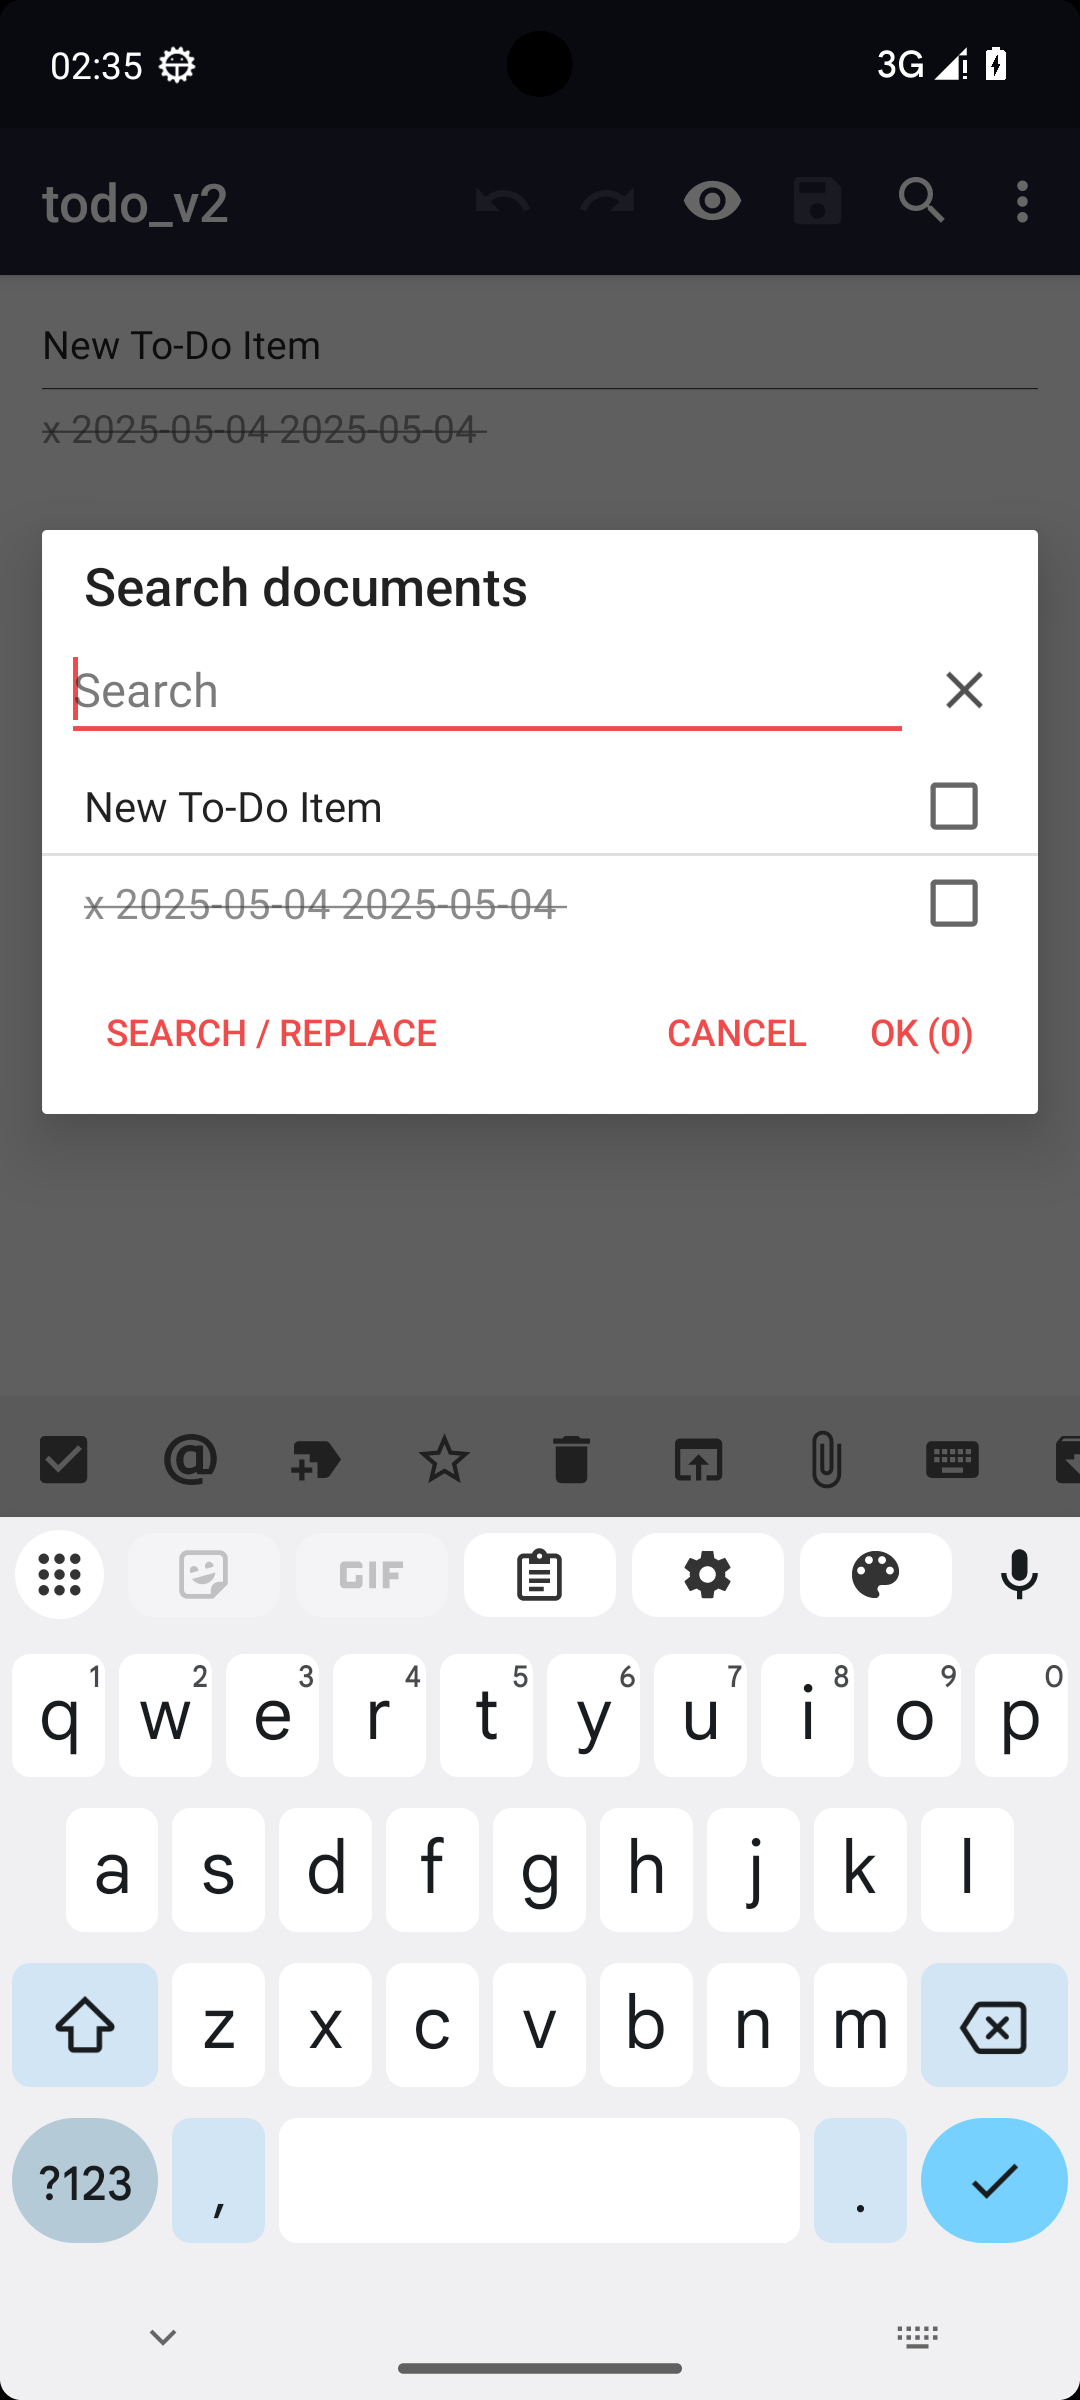 02:35
3G
todo_v2
New To-Do Item
x 2025-05-04 2025-05-04
Search documents
Search
New To-Do Item
x 2025-05-04 2025-05-04
SEARCH / REPLACE CANCEL OK (0)
GIF
q 1 w 2 e 3 r 4 t 5 y 6 u 7 i 8 o 9 p 0
a s d f g h j k l
z x c v b n m
?123 , .